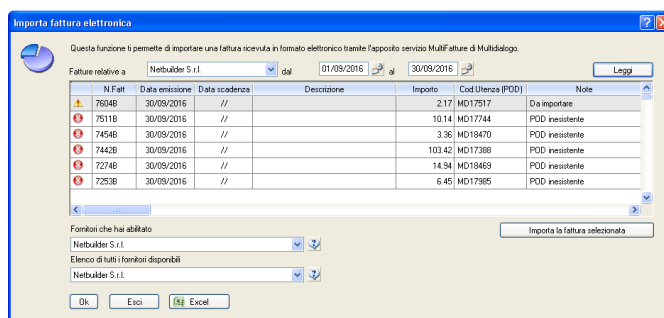 Importa fattura elettronica
Questa funzione ti permette di importare una fattura ricevuta in formato elettronico tramite l'apposito servizio MultiFatture di Multidialogo.
Fatture relative a Netbuilder S.r.l. dal 01/09/2016 al 30/09/2016 Leggi
N.Fatt Data emissione Data scadenza Descrizione Importo Cod.Utenza (POD) Note
7604B 30/09/2016 // 2.17 MD17517 Da importare
7511B 30/09/2016 // 10.14 MD17744 POD inesistente
7454B 30/09/2016 // 3.36 MD18470 POD inesistente
7442B 30/09/2016 // 103.42 MD17388 POD inesistente
7274B 30/09/2016 // 14.94 MD18469 POD inesistente
7253B 30/09/2016 // 6.45 MD17985 POD inesistente
Fornitori che hai abilitato
Importa la fattura selezionata
Netbuilder S.r.l.
Elenco di tutti i fornitori disponibili
Netbuilder S.r.l.
Ok Esci Excel